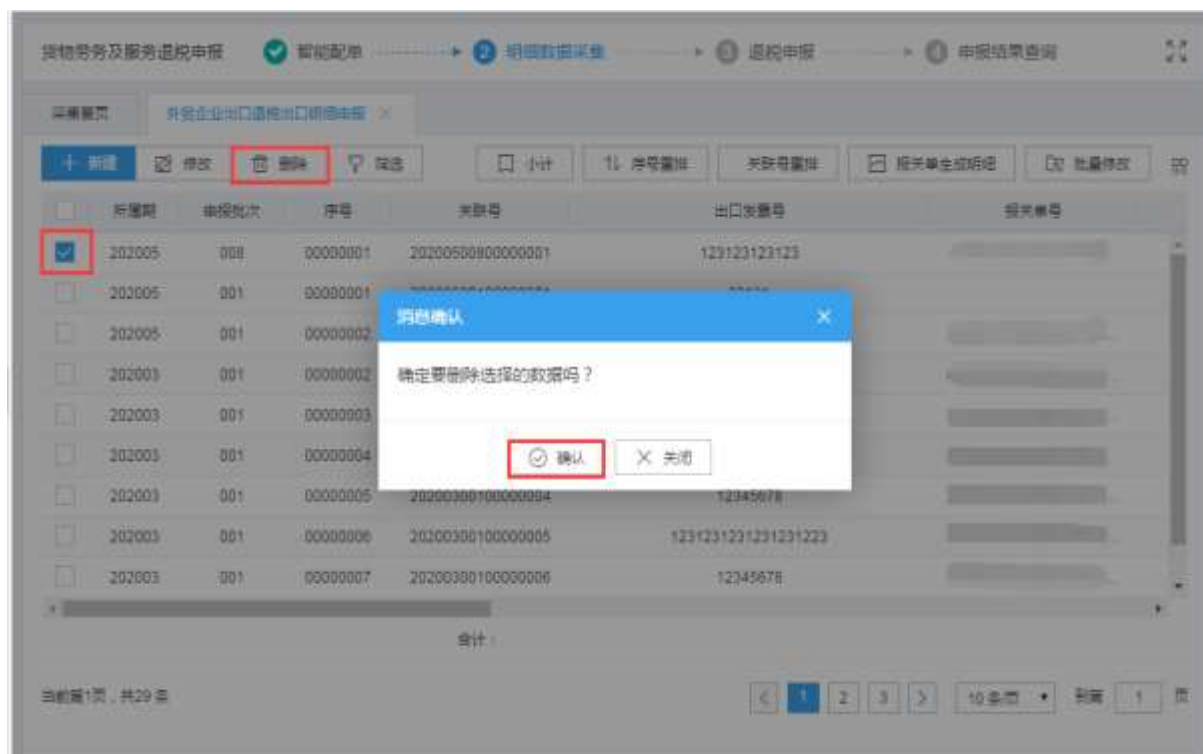 货物劳务及服务退税申报 智能配单 2 明细数据采集 3 退税申报 4 申报结果查询
采集首页 外贸企业出口退税出口明细申报 ×
新建 修改 删除 筛选 小计 序号重排 关联号重排 报关单生成明细 批量修改
所属期 申报批次 序号 关联号 出口发票号 报关单号
202005 008 00000001 20200500800000001 123123123123
202005 001 00000001
202005 001 00000002
202003 001 00000002
202003 001 00000003
202003 001 00000004
202003 001 00000005 20200300100000004 12345678
202003 001 00000006 20200300100000005 1231231231231231223
202003 001 00000007 20200300100000006 12345678
消息确认 ×
确定要删除选择的数据吗？
确认 关闭
合计：
当前第1页，共29条 < 1 2 3 > 10条/页 到第 1 页